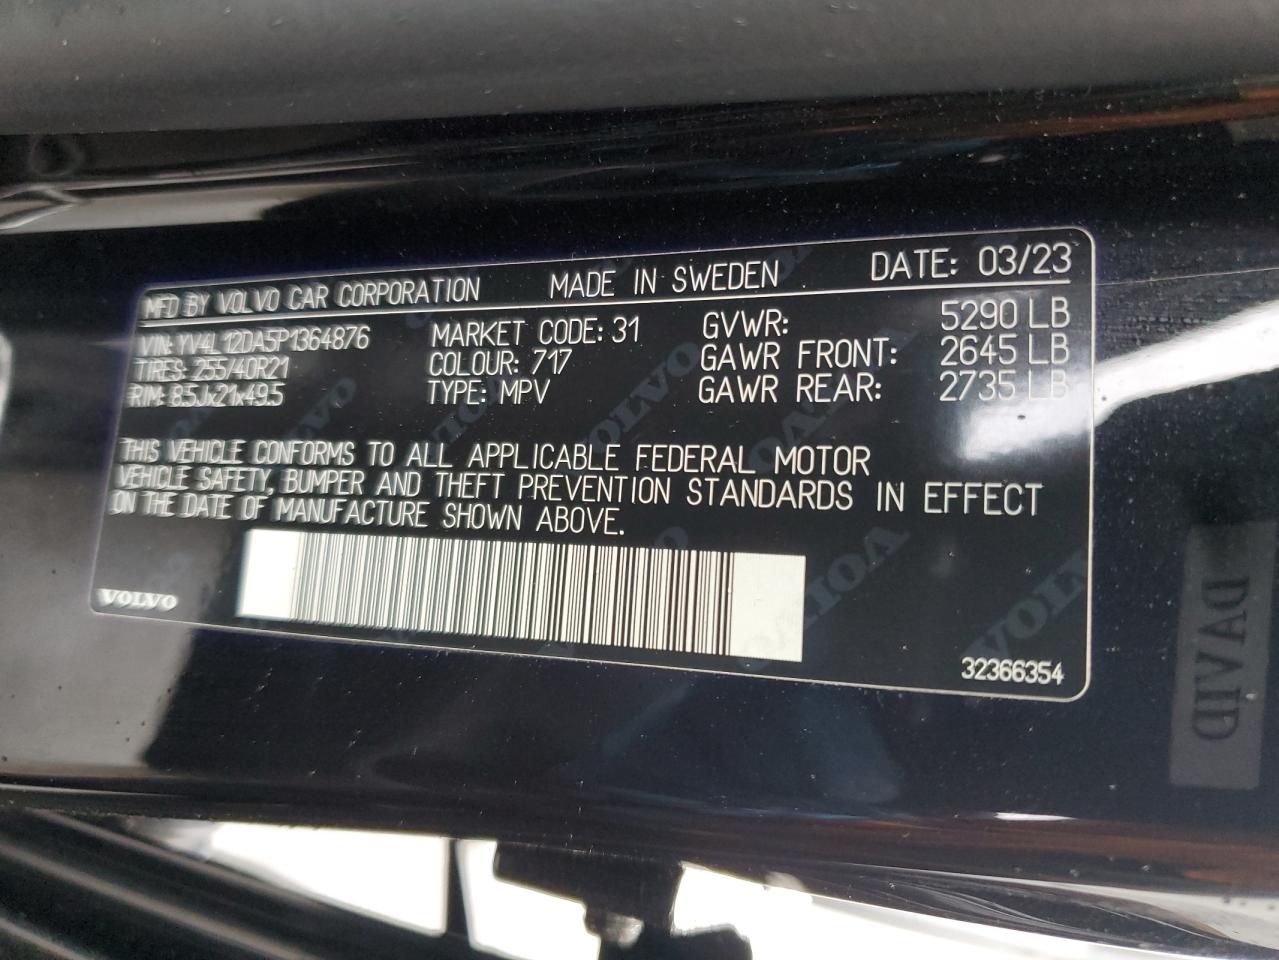 MFD BY VOLVO CAR CORPORATION MADE IN SWEDEN DATE: 03/23
VIN: YV4L12DA5P1364876 MARKET CODE: 31 GVWR: 5290 LB
TIRES: 255/40R21 COLOUR: 717 GAWR FRONT: 2645 LB
RIM: 8.5Jx21x49.5 TYPE: MPV GAWR REAR: 2735 LB
THIS VEHICLE CONFORMS TO ALL APPLICABLE FEDERAL MOTOR
VEHICLE SAFETY, BUMPER AND THEFT PREVENTION STANDARDS IN EFFECT
ON THE DATE OF MANUFACTURE SHOWN ABOVE.
VOLVO
32366354
DAVID